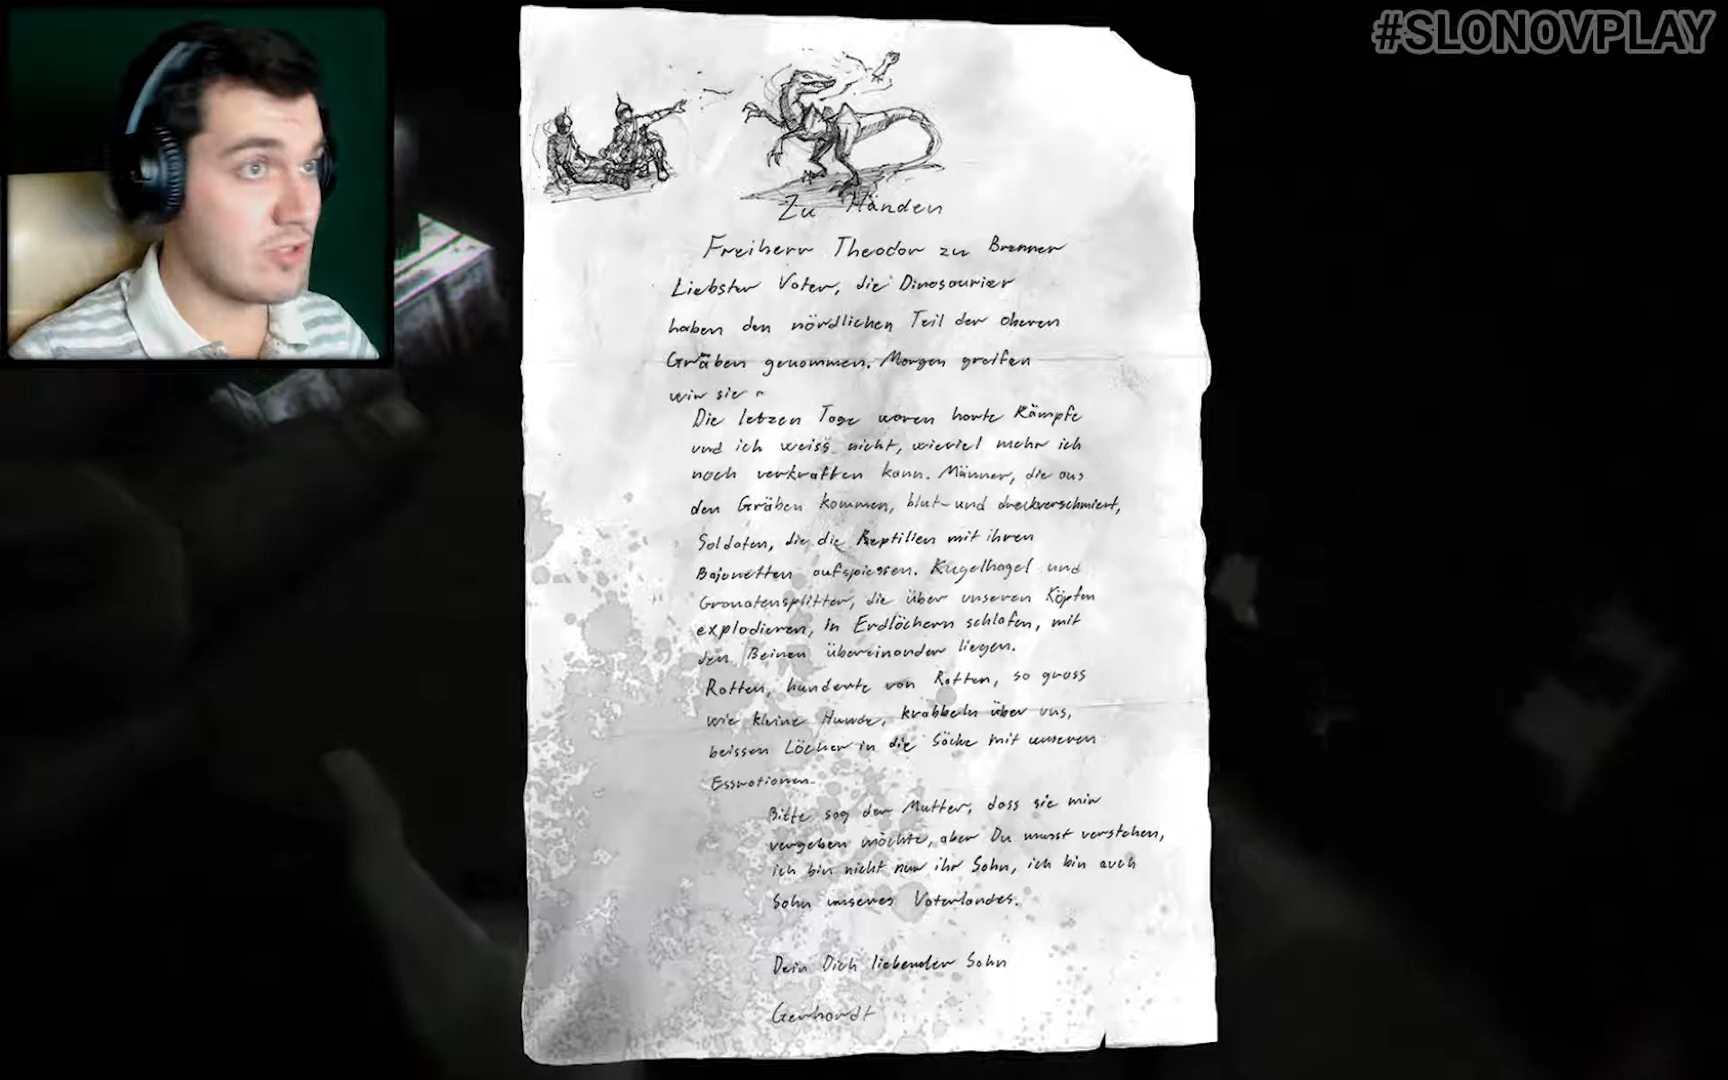 #SLONOVPLAY
Zu Händen
Freiherr Theodor zu Brenner
Liebster Vater, die Dinosaurier
haben den nördlichen Teil der oberen
Gräben genommen. Morgen greifen
wir sie
Die letzen Tage waren harte Kämpfe
und ich weiss nicht, wieviel mehr ich
noch verkraften kann. Männer, die aus
den Gräben kommen, blut-und dreckverschmiert,
Soldaten, die die Reptilien mit ihren
Bajonetten aufspiessen. Kugelhagel und
Granatensplitter, die über unseren Köpfen
explodieren, In Erdlöchern schlafen, mit
den Beinen übereinander liegen.
Ratten, hunderte von Ratten, so gross
wie kleine Hunde, krabbeln über uns,
beissen Löcher in die Säcke mit unseren
Essrationen.
Bitte sag der Mutter, dass sie mir
vergeben möchte, aber Du musst verstehen,
ich bin nicht nur ihr Sohn, ich bin auch
Sohn unseres Vaterlandes.
Dein Dich liebender Sohn
Gerhardt